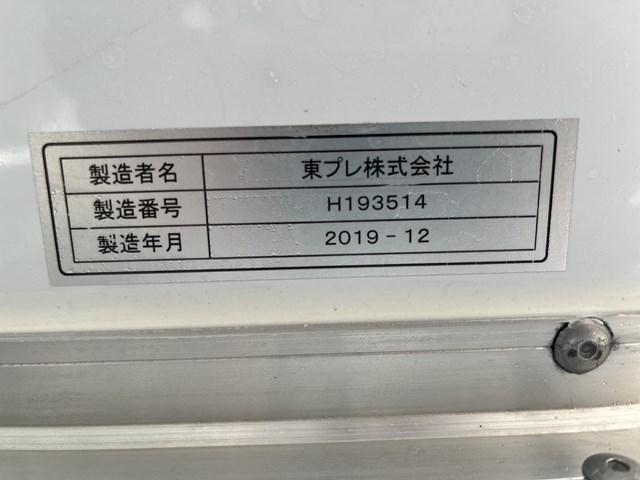 製造者名 東プレ株式会社
製造番号 H193514
製造年月 2019-12